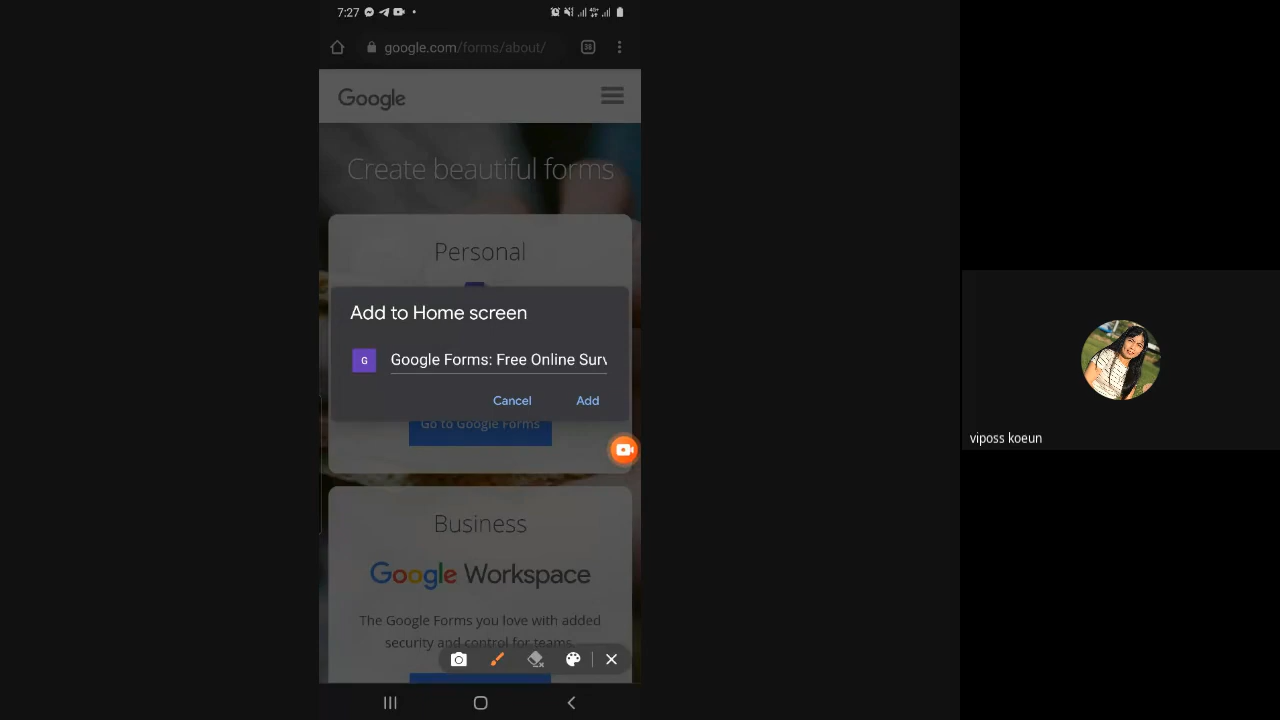 7:27
google.com/forms/about/
38
Google
Create beautiful forms
Personal
Add to Home screen
G
Google Forms: Free Online Surv
Cancel
Add
Go to Google Forms
Business
Google Workspace
The Google Forms you love with added
security and control for teams
viposs koeun